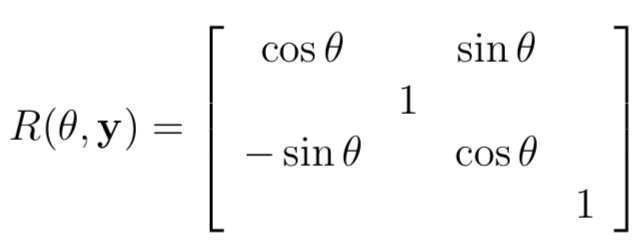 R(θ, y) =
cos θ sin θ
1
− sin θ cos θ
1